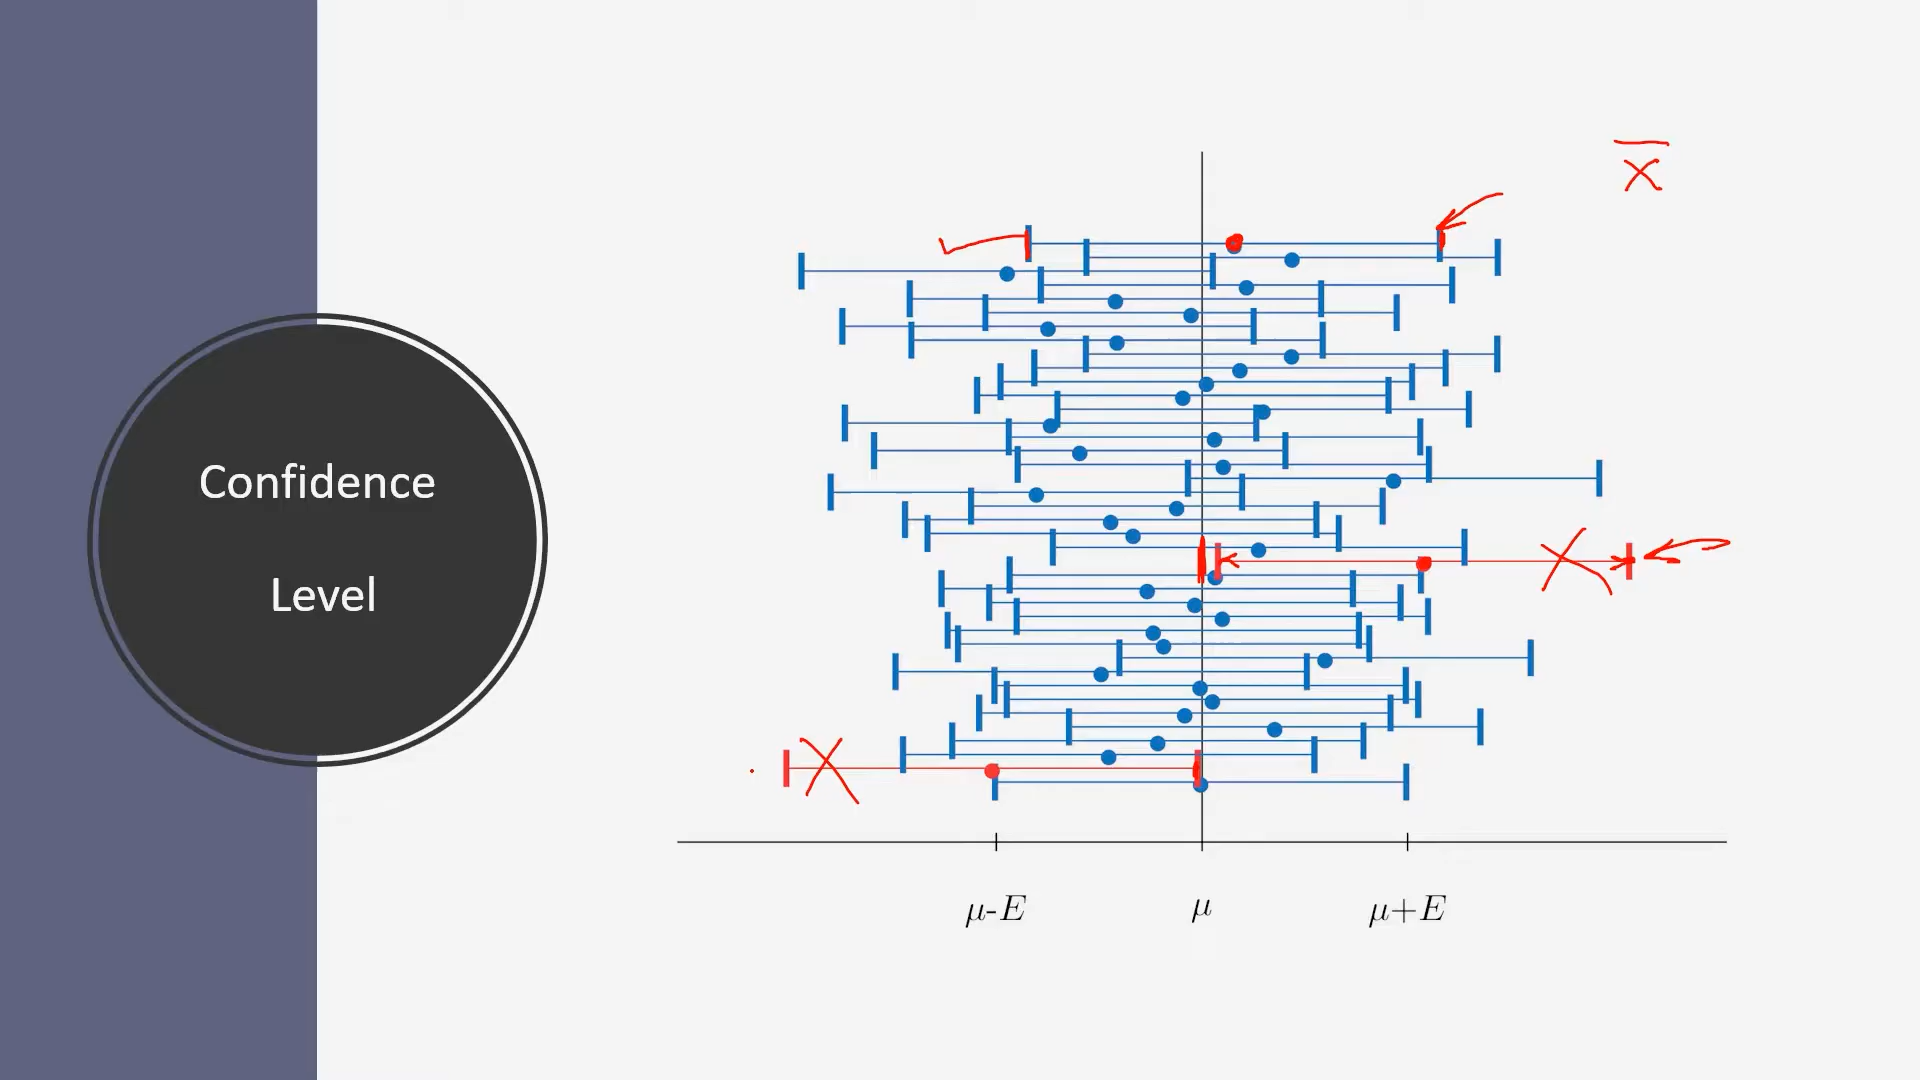 Confidence
Level
x̅
μ-E μ μ+E